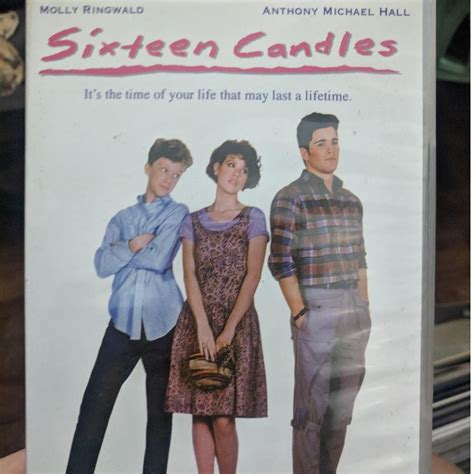 MOLLY RINGWALD ANTHONY MICHAEL HALL
Sixteen Candles
It's the time of your life that may last a lifetime.